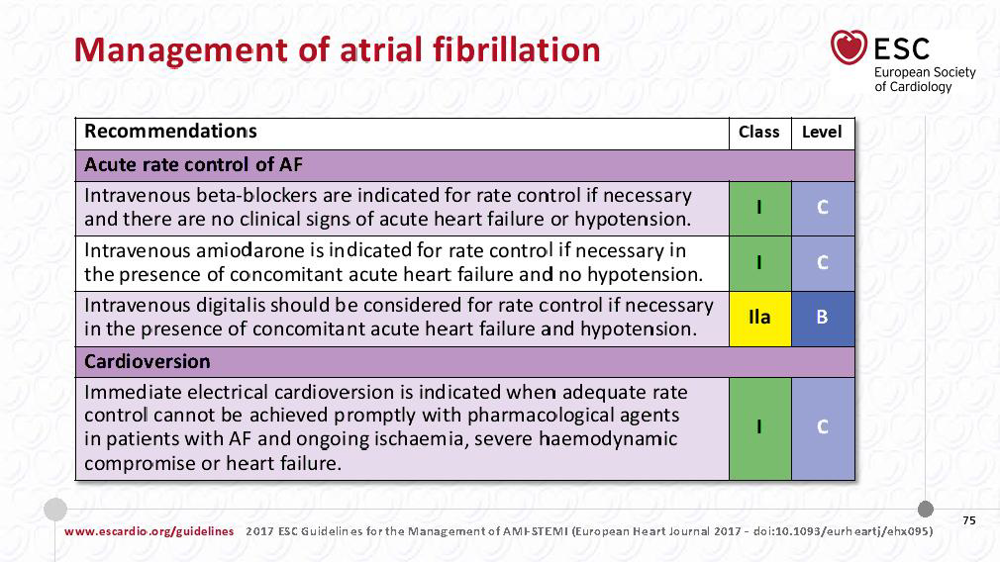 Management of atrial fibrillation
ESC
European Society
of Cardiology
Recommendations Class Level
Acute rate control of AF
Intravenous beta-blockers are indicated for rate control if necessary
and there are no clinical signs of acute heart failure or hypotension.
I C
Intravenous amiodarone is indicated for rate control if necessary in
the presence of concomitant acute heart failure and no hypotension.
I C
Intravenous digitalis should be considered for rate control if necessary
in the presence of concomitant acute heart failure and hypotension.
IIa B
Cardioversion
Immediate electrical cardioversion is indicated when adequate rate
control cannot be achieved promptly with pharmacological agents
in patients with AF and ongoing ischaemia, severe haemodynamic
compromise or heart failure.
I C
75
www.escardio.org/guidelines 2017 ESC Guidelines for the Management of AMI-STEMI (European Heart Journal 2017 - doi:10.1093/eurheartj/ehx095)